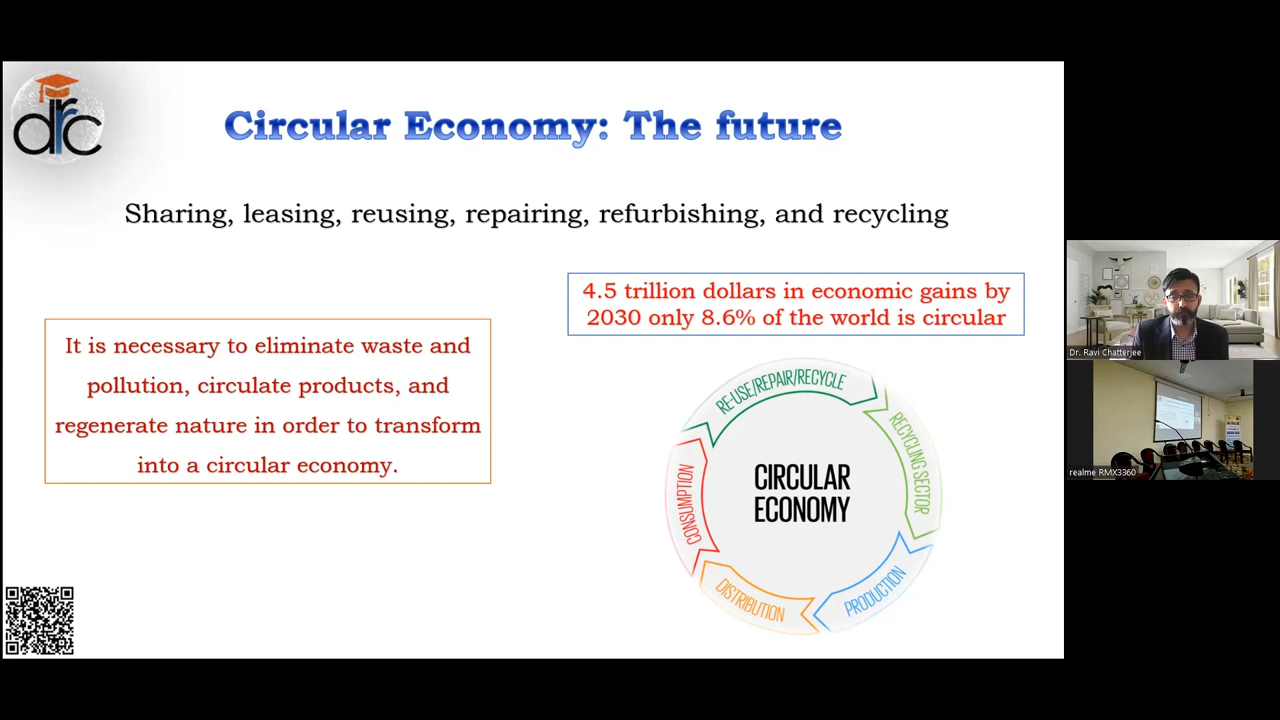 drc
Circular Economy: The future
Sharing, leasing, reusing, repairing, refurbishing, and recycling
4.5 trillion dollars in economic gains by
2030 only 8.6% of the world is circular
It is necessary to eliminate waste and
pollution, circulate products, and
regenerate nature in order to transform
into a circular economy.
RE-USE/REPAIR/RECYCLE
RECYCLING SECTOR
PRODUCTION
DISTRIBUTION
CONSUMPTION
CIRCULAR
ECONOMY
Dr. Ravi Chatterjee
realme RMX3360